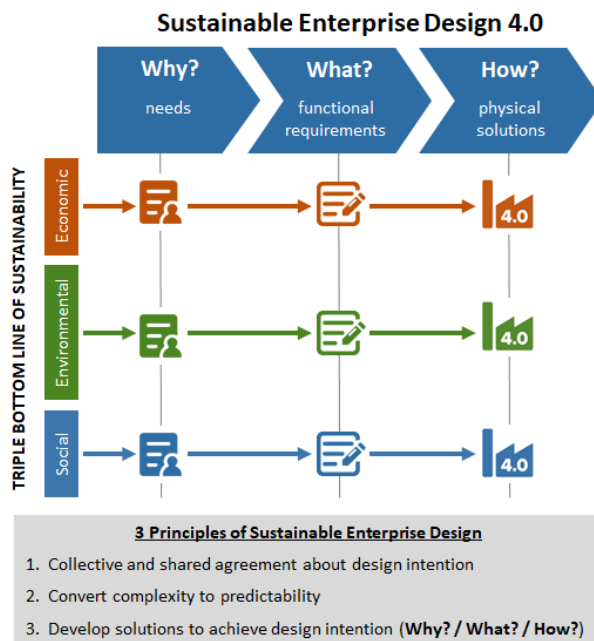 Sustainable Enterprise Design 4.0
Why?
needs
What?
functional
requirements
How?
physical
solutions
TRIPLE BOTTOM LINE OF SUSTAINABILITY
Economic
4.0
Environmental
4.0
Social
4.0
3 Principles of Sustainable Enterprise Design
1. Collective and shared agreement about design intention
2. Convert complexity to predictability
3. Develop solutions to achieve design intention (Why? / What? / How?)